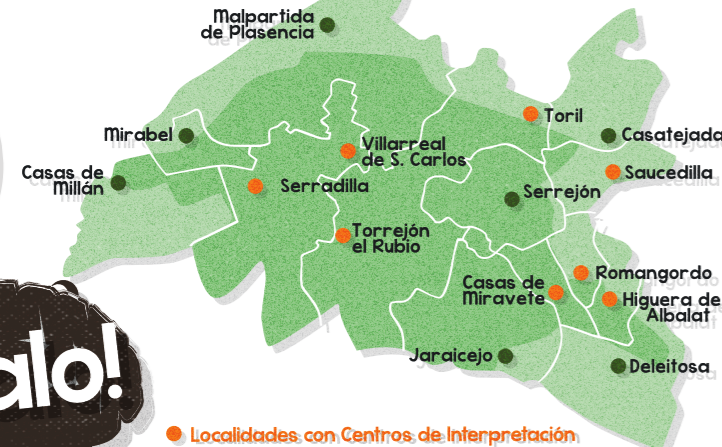 Malpartida
de Plasencia
Toril
Mirabel
Casatejada
Villarreal
de S. Carlos
Casas de
Millán
Saucedilla
Serradilla
Serrejón
Torrejón
el Rubio
Romangordo
Casas de
Miravete
Higuera de
Albalat
Jaraicejo
Deleitosa
alo!
Localidades con Centros de Interpretación